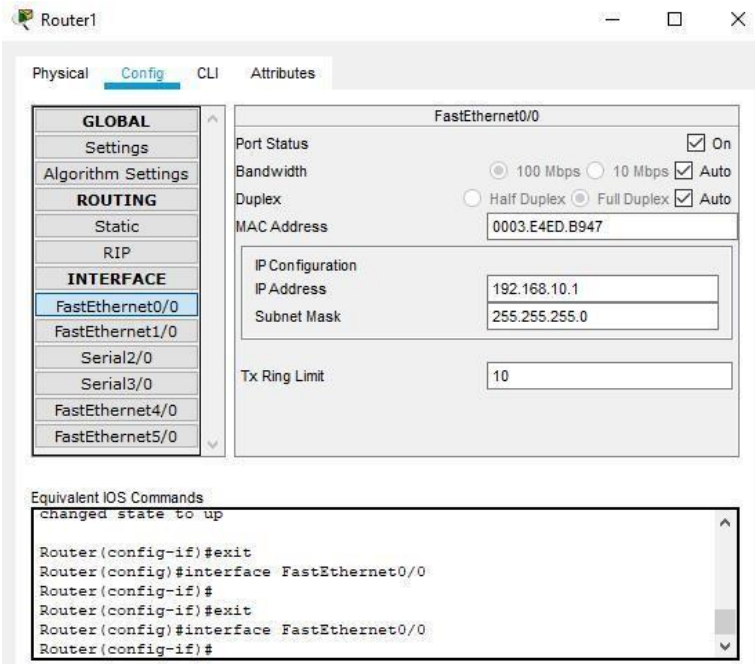 Router1
Physical Config CLI Attributes
GLOBAL
Settings
Algorithm Settings
ROUTING
Static
RIP
INTERFACE
FastEthernet0/0
FastEthernet1/0
Serial2/0
Serial3/0
FastEthernet4/0
FastEthernet5/0
FastEthernet0/0
Port Status On
Bandwidth 100 Mbps 10 Mbps Auto
Duplex Half Duplex Full Duplex Auto
MAC Address 0003.E4ED.B947
IP Configuration
IP Address 192.168.10.1
Subnet Mask 255.255.255.0
Tx Ring Limit 10
Equivalent IOS Commands
changed state to up
Router(config-if)#exit
Router(config)#interface FastEthernet0/0
Router(config-if)#
Router(config-if)#exit
Router(config)#interface FastEthernet0/0
Router(config-if)#